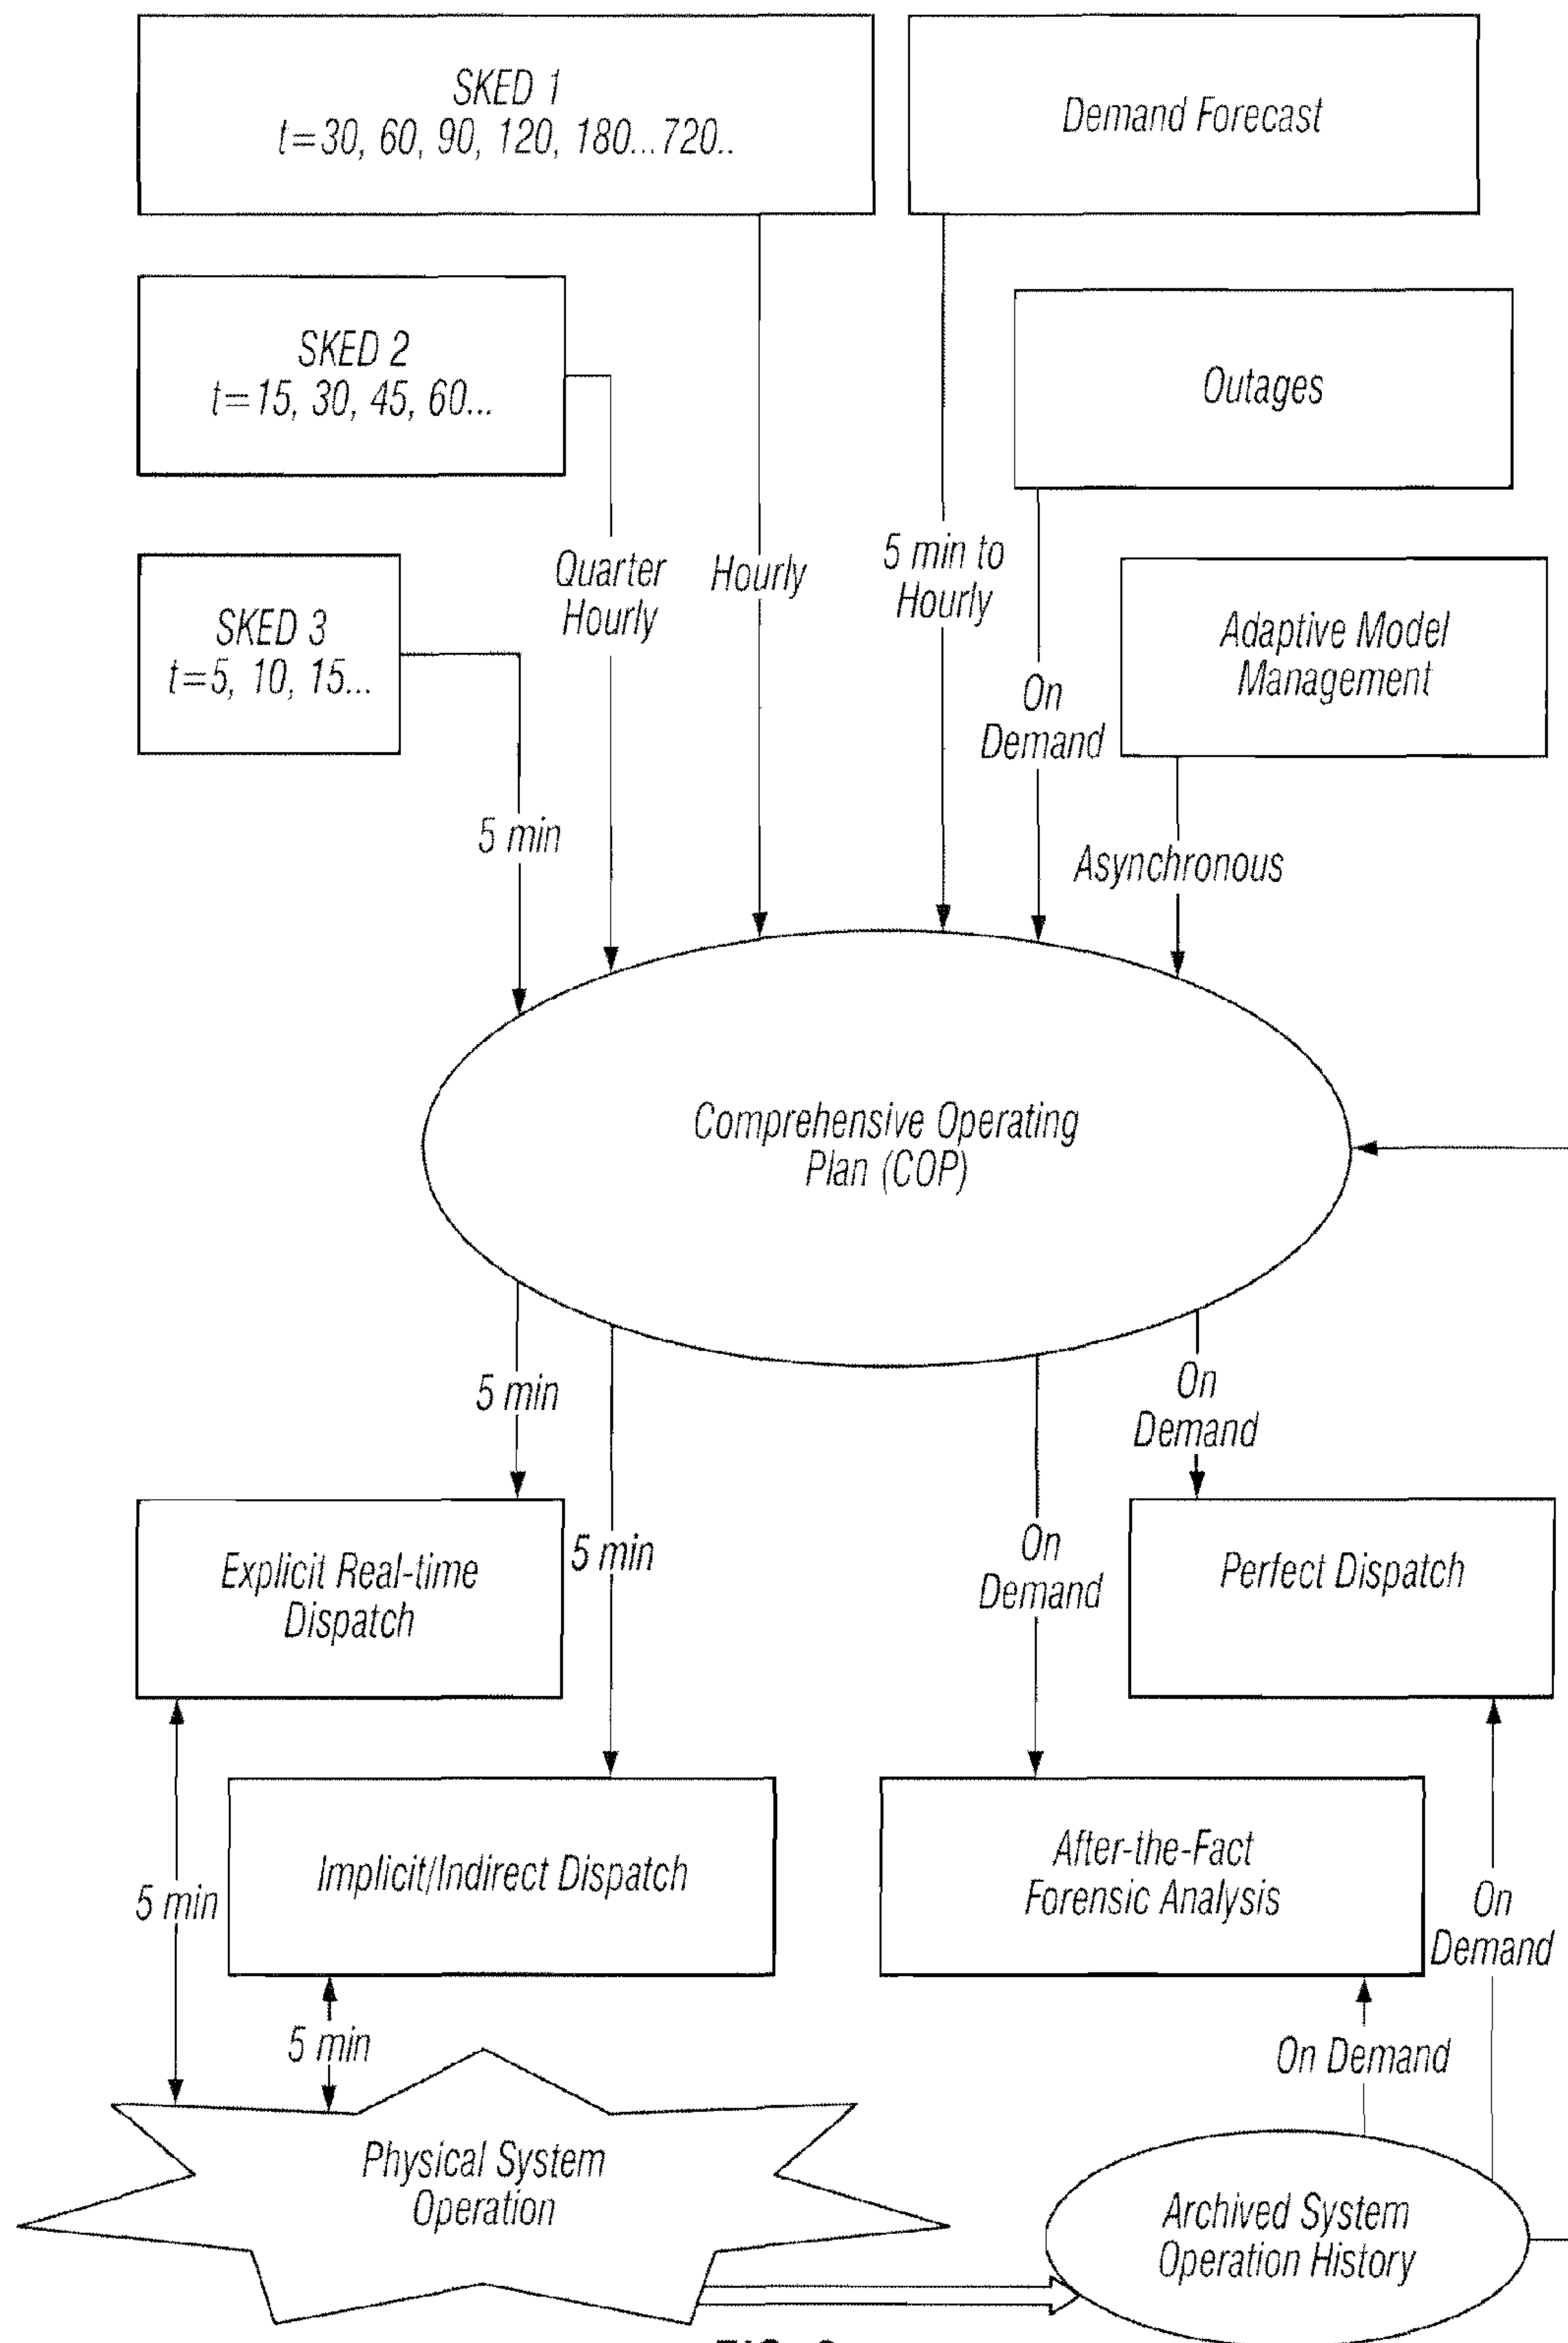 SKED 1
t=30, 60, 90, 120, 180...720..
Demand Forecast
SKED 2
t=15, 30, 45, 60...
Outages
SKED 3
t=5, 10, 15...
Quarter
Hourly
Hourly
5 min to
Hourly
On
Demand
Adaptive Model
Management
5 min
Asynchronous
Comprehensive Operating
Plan (COP)
5 min
5 min
On
Demand
On
Demand
Explicit Real-time
Dispatch
Perfect Dispatch
Implicit/Indirect Dispatch
After-the-Fact
Forensic Analysis
5 min
5 min
On Demand
On
Demand
Physical System
Operation
Archived System
Operation History